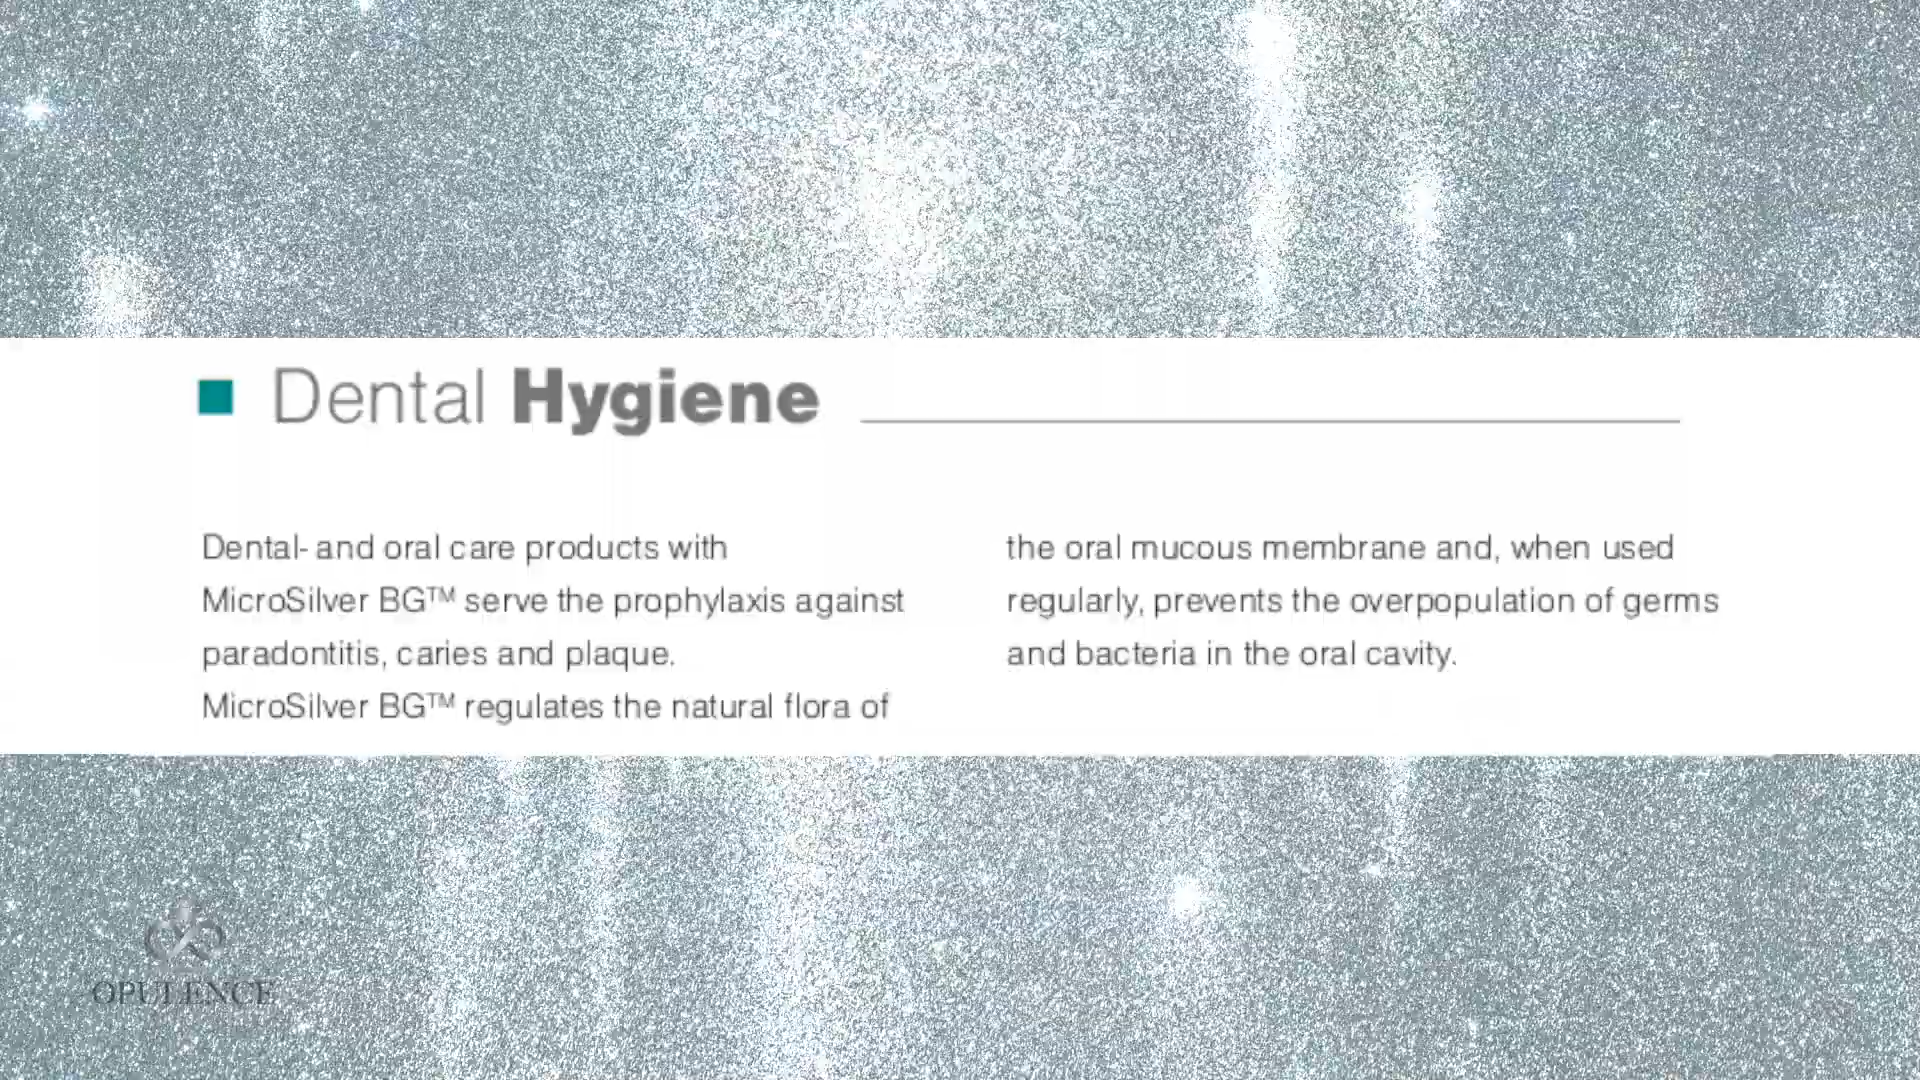 Dental Hygiene
Dental- and oral care products with
MicroSilver BG™ serve the prophylaxis against
paradontitis, caries and plaque.
MicroSilver BG™ regulates the natural flora of
the oral mucous membrane and, when used
regularly, prevents the overpopulation of germs
and bacteria in the oral cavity.
OPULENCE